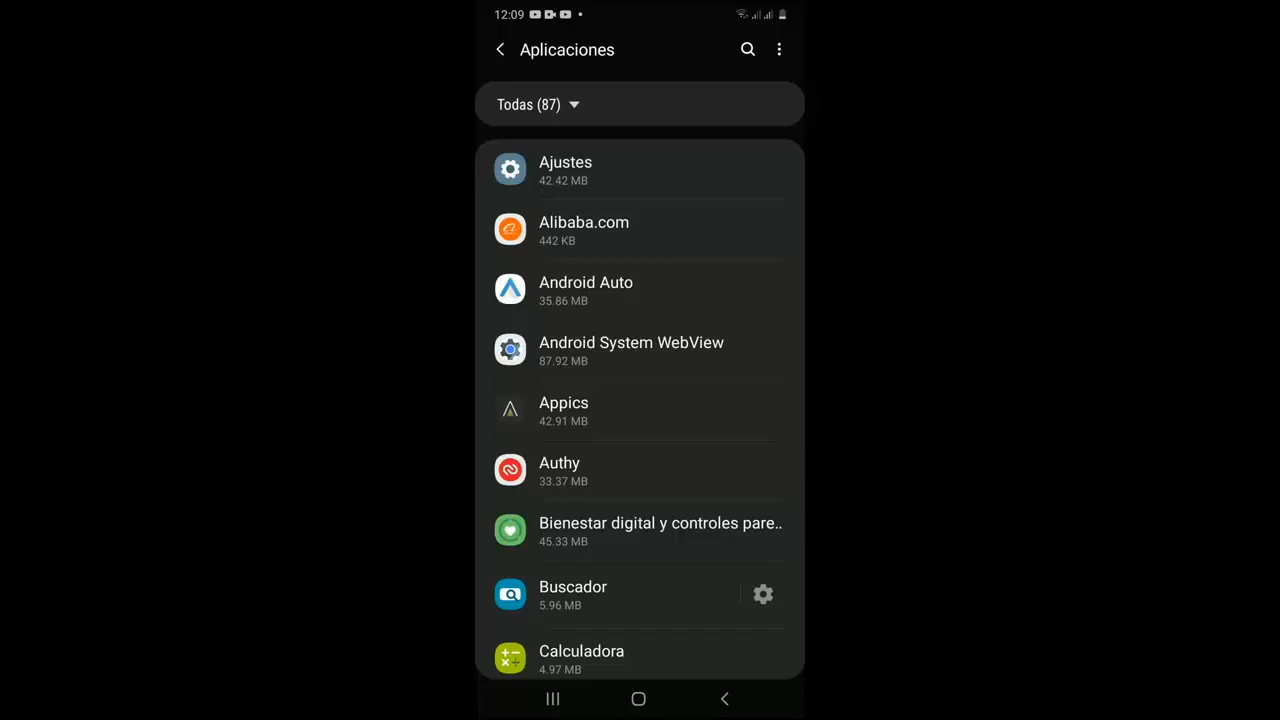 12:09
Aplicaciones
Todas (87)
Ajustes
42.42 MB
Alibaba.com
442 KB
Android Auto
35.86 MB
Android System WebView
87.92 MB
Appics
42.91 MB
Authy
33.37 MB
Bienestar digital y controles pare..
45.33 MB
Buscador
5.96 MB
Calculadora
4.97 MB